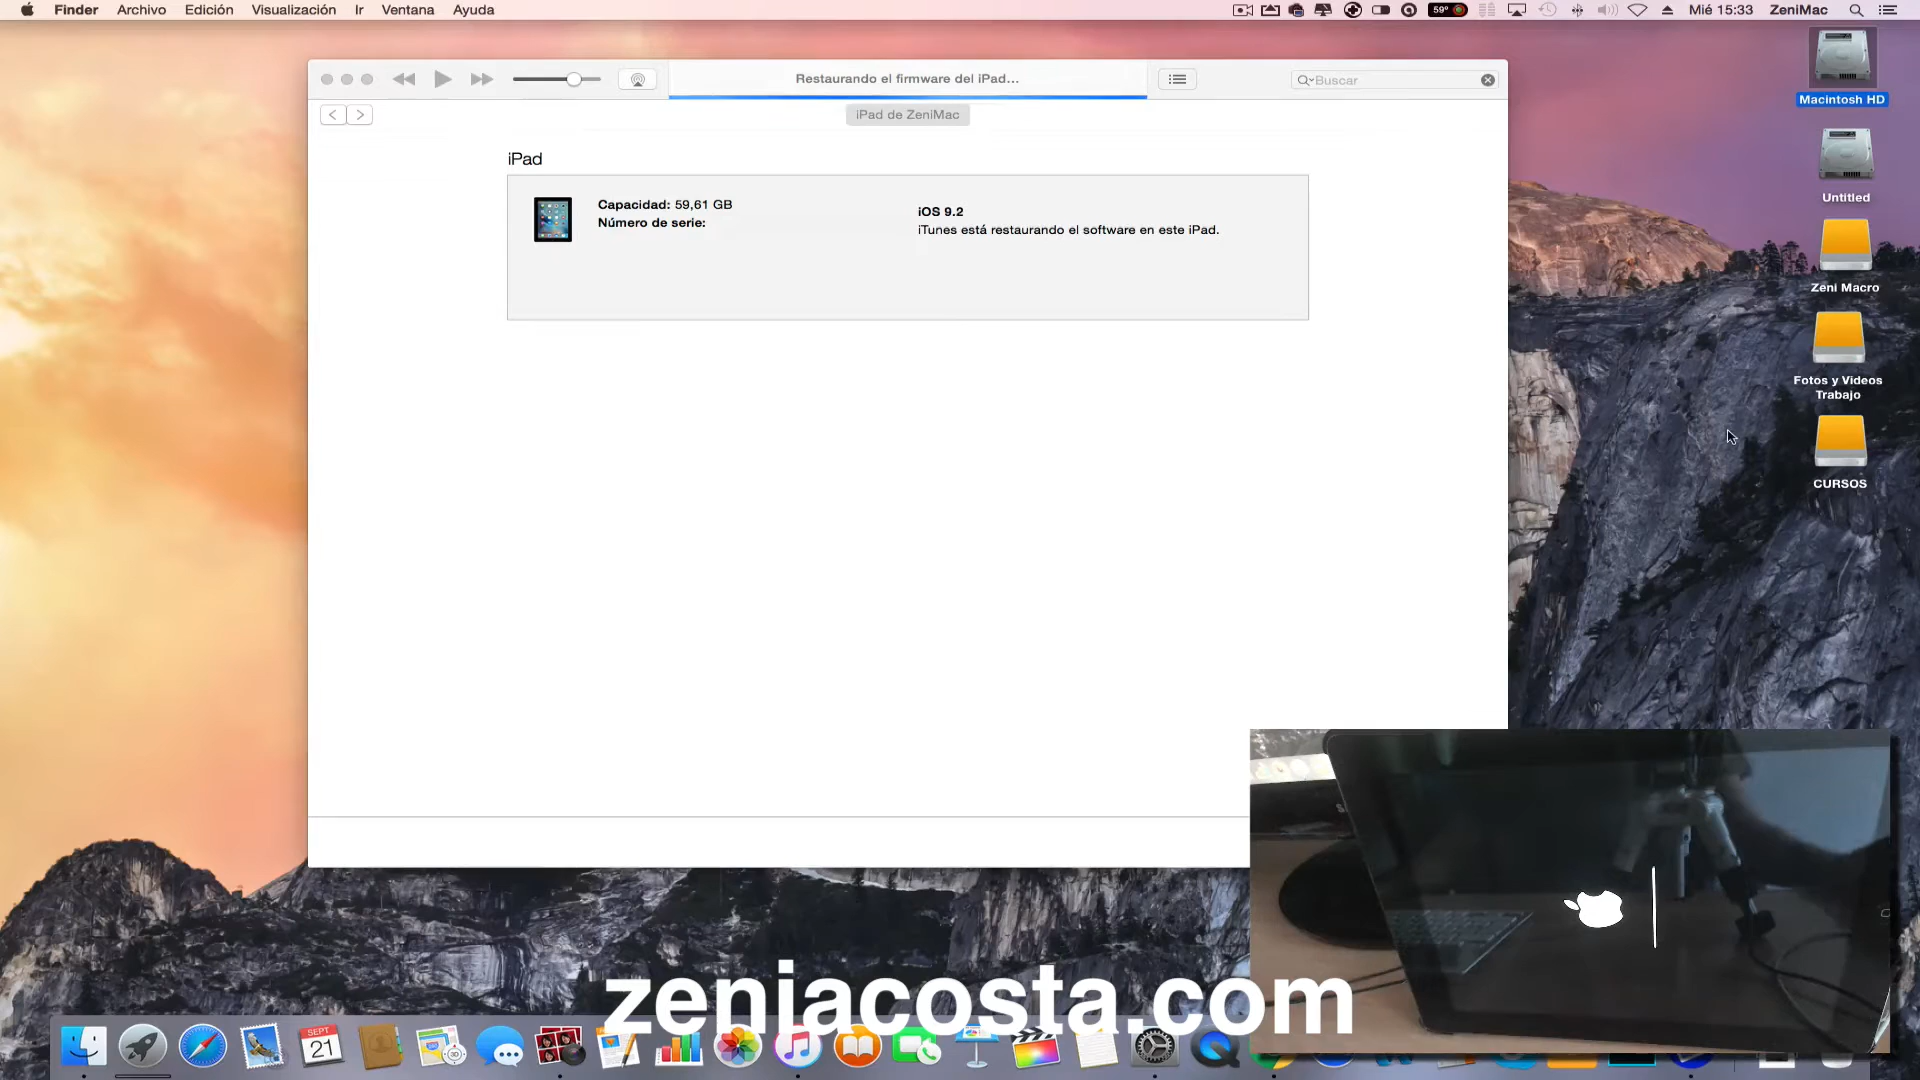 Finder Archivo Edición Visualización Ir Ventana Ayuda 59° Mié 15:33 ZeniMac
Restaurando el firmware del iPad...
Buscar
iPad de ZeniMac
iPad
Capacidad: 59,61 GB
Número de serie:
iOS 9.2
iTunes está restaurando el software en este iPad.
Macintosh HD
Untitled
Zeni Macro
Fotos y Videos
Trabajo
CURSOS
zeniacosta.com
SEPT
21